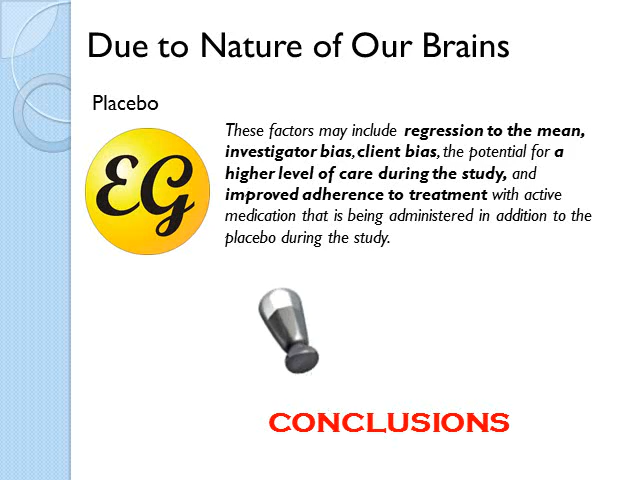 Due to Nature of Our Brains
Placebo
EG
These factors may include regression to the mean,
investigator bias, client bias, the potential for a
higher level of care during the study, and
improved adherence to treatment with active
medication that is being administered in addition to the
placebo during the study.
CONCLUSIONS